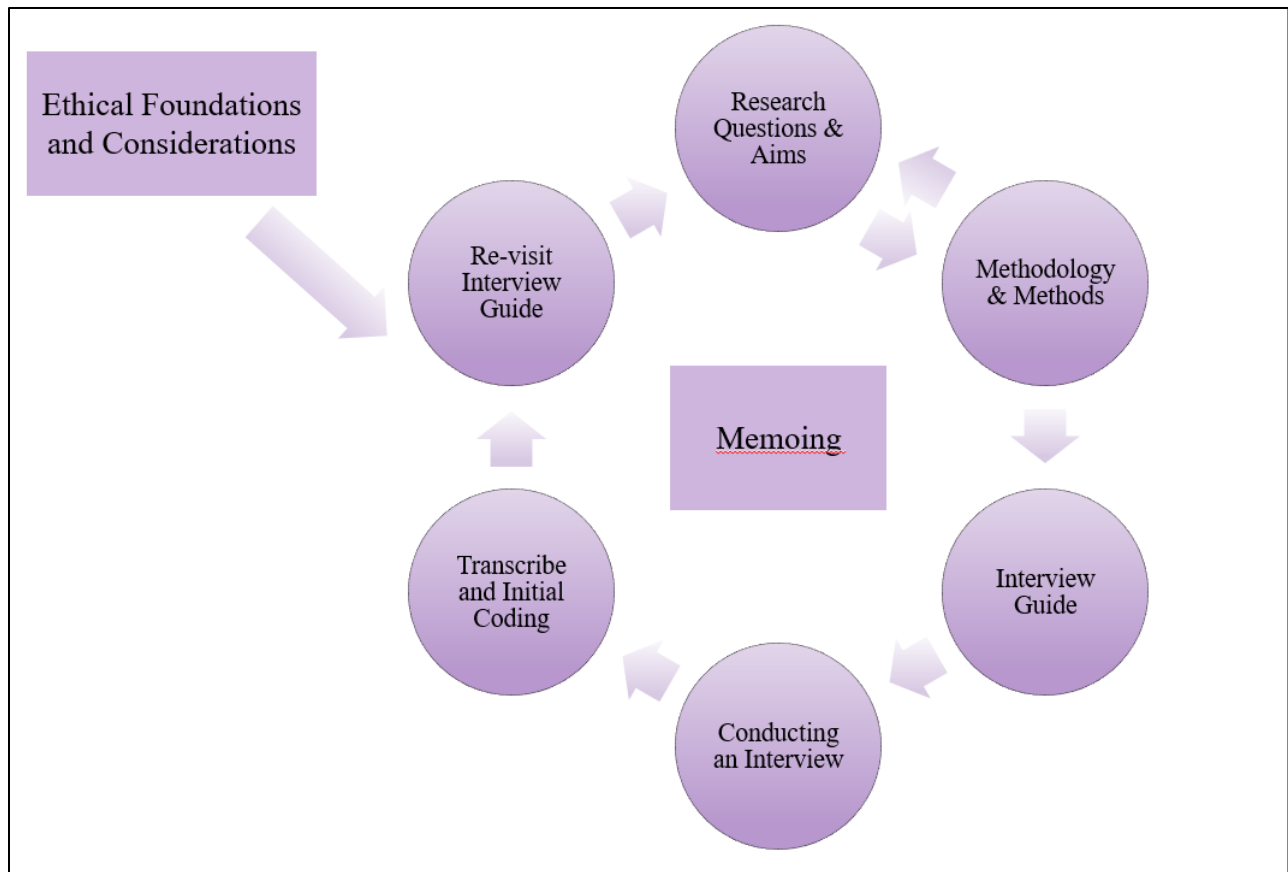 Ethical Foundations
and Considerations
Research
Questions &
Aims
Methodology
& Methods
Interview
Guide
Conducting
an Interview
Transcribe
and Initial
Coding
Re-visit
Interview
Guide
Memoing